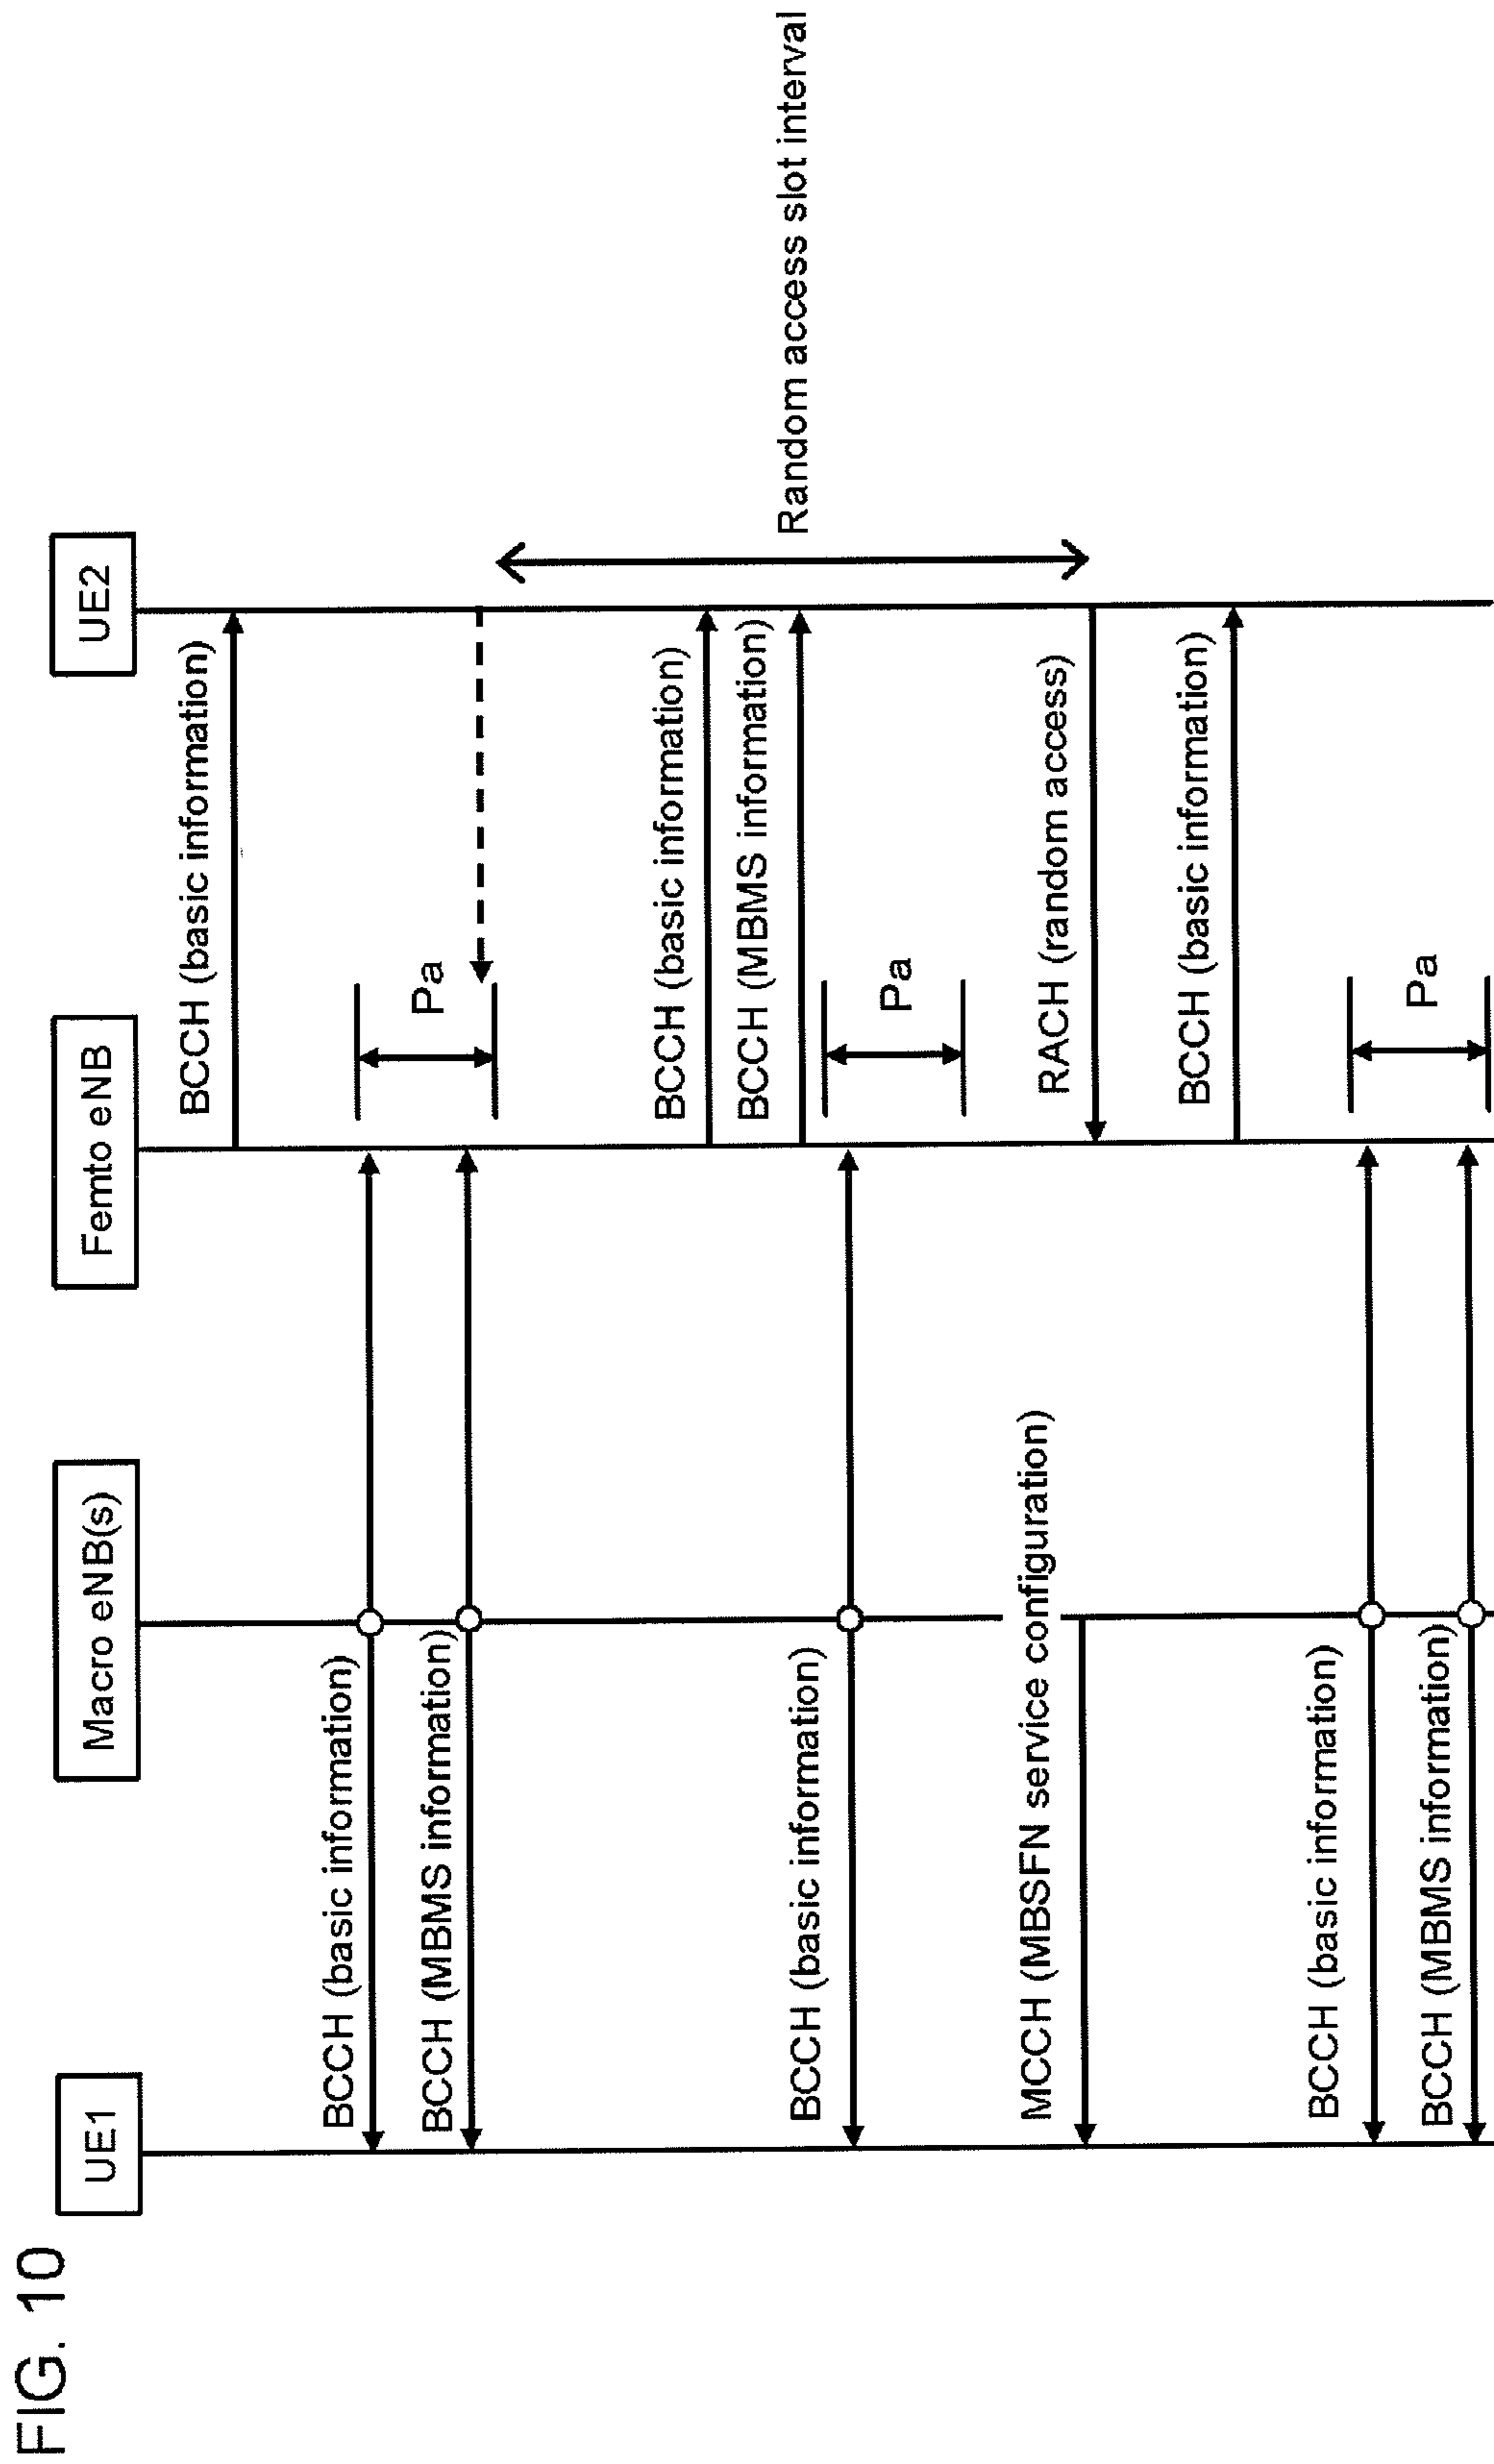 FIG. 10
UE1
Macro eNB(s)
Femto eNB
UE2
BCCH (basic information)
BCCH (basic information)
Pa
BCCH (MBMS information)
BCCH (basic information)
BCCH (MBMS information)
Random access slot interval
BCCH (basic information)
Pa
MCCH (MBSFN service configuration)
RACH (random access)
BCCH (basic information)
BCCH (basic information)
Pa
BCCH (MBMS information)